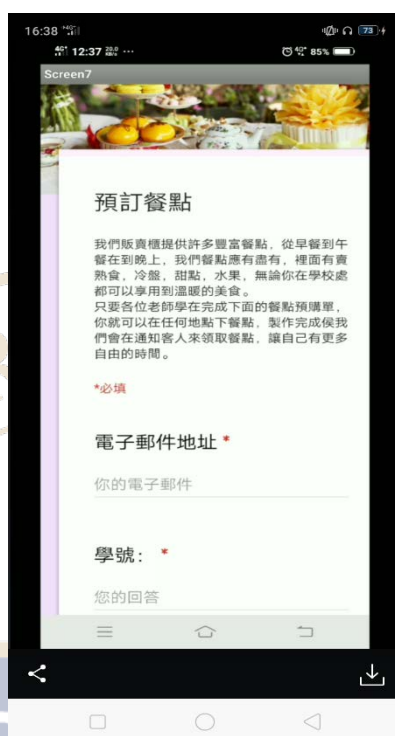 16:38 4G 73
4G 12:37 20.0 KB/s ... 4G 85%
Screen7
預訂餐點
我們販賣櫃提供許多豐富餐點，從早餐到午
餐在到晚上，我們餐點應有盡有，裡面有賣
熟食，冷盤，甜點，水果，無論你在學校處
都可以享用到溫暖的美食。
只要各位老師學在完成下面的餐點預購單，
你就可以在任何地點下餐點，製作完成侯我
們會在通知客人來領取餐點，讓自己有更多
自由的時間。
*必填
電子郵件地址 *
你的電子郵件
學號： *
您的回答